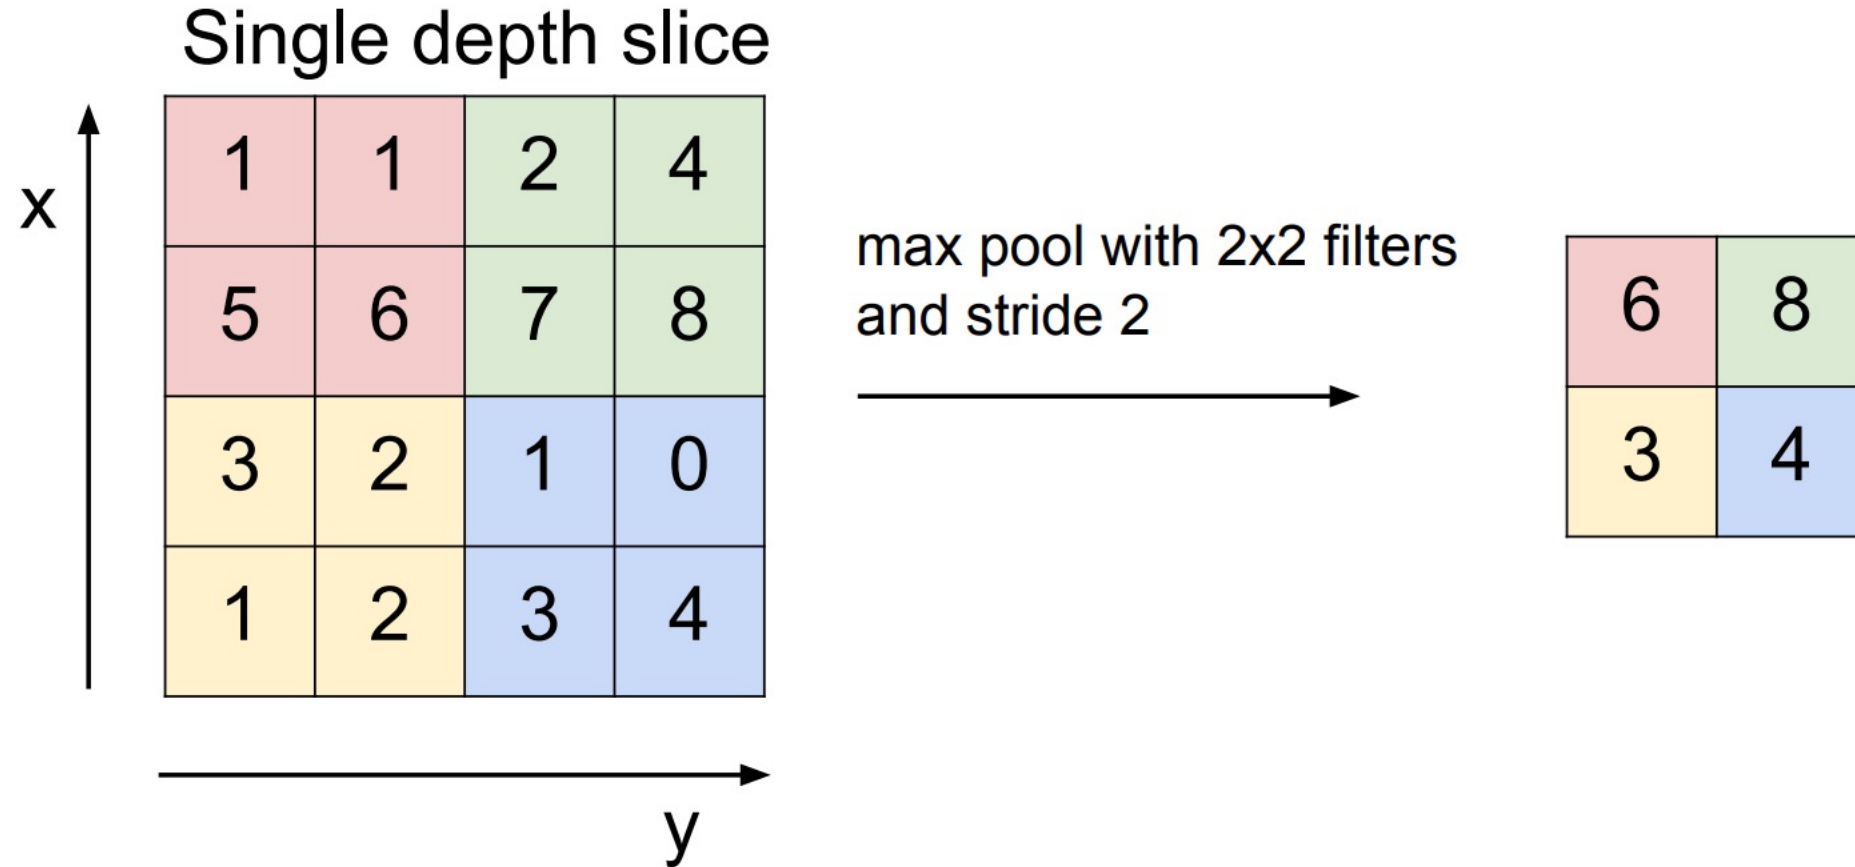 Single depth slice
x
1 1 2 4
5 6 7 8
3 2 1 0
1 2 3 4
y
max pool with 2x2 filters
and stride 2
6 8
3 4